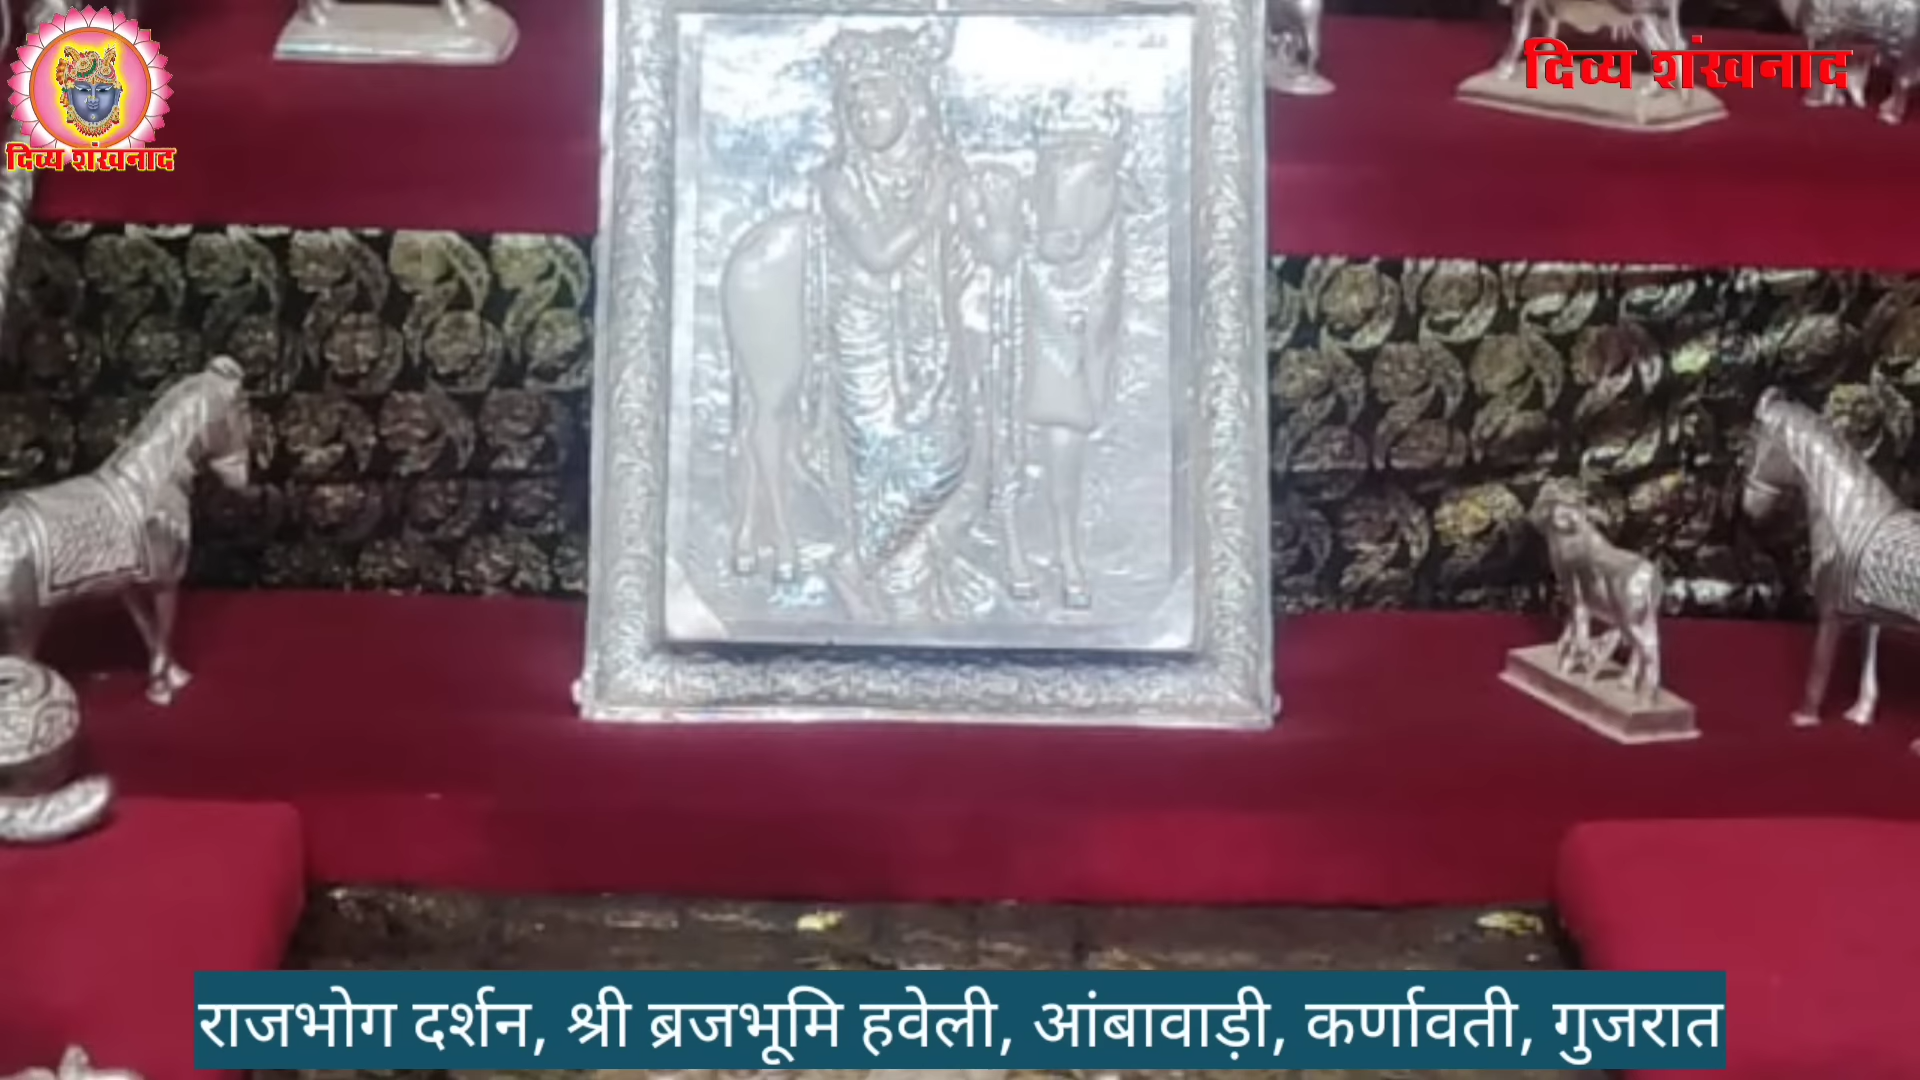 दिव्य शंखनाद
दिव्य शंखनाद
राजभोग दर्शन, श्री ब्रजभूमि हवेली, आंबावाड़ी, कर्णावती, गुजरात